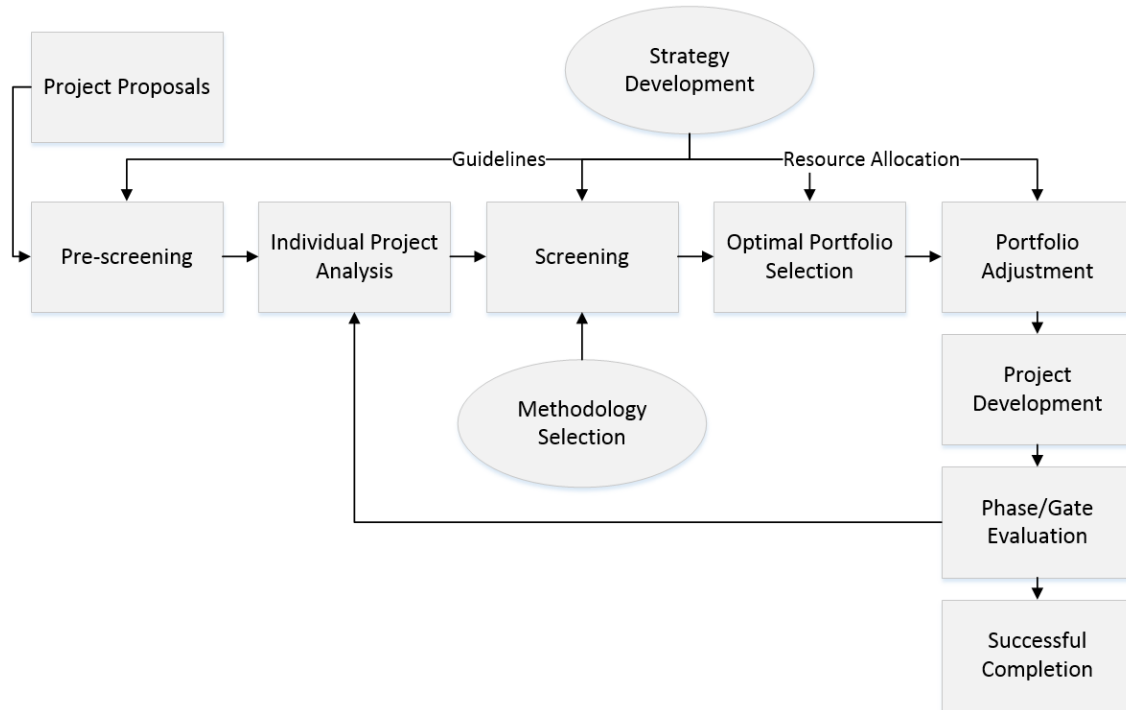 Strategy
Development
Project Proposals
Guidelines
Resource Allocation
Pre-screening
Individual Project
Analysis
Screening
Optimal Portfolio
Selection
Portfolio
Adjustment
Methodology
Selection
Project
Development
Phase/Gate
Evaluation
Successful
Completion